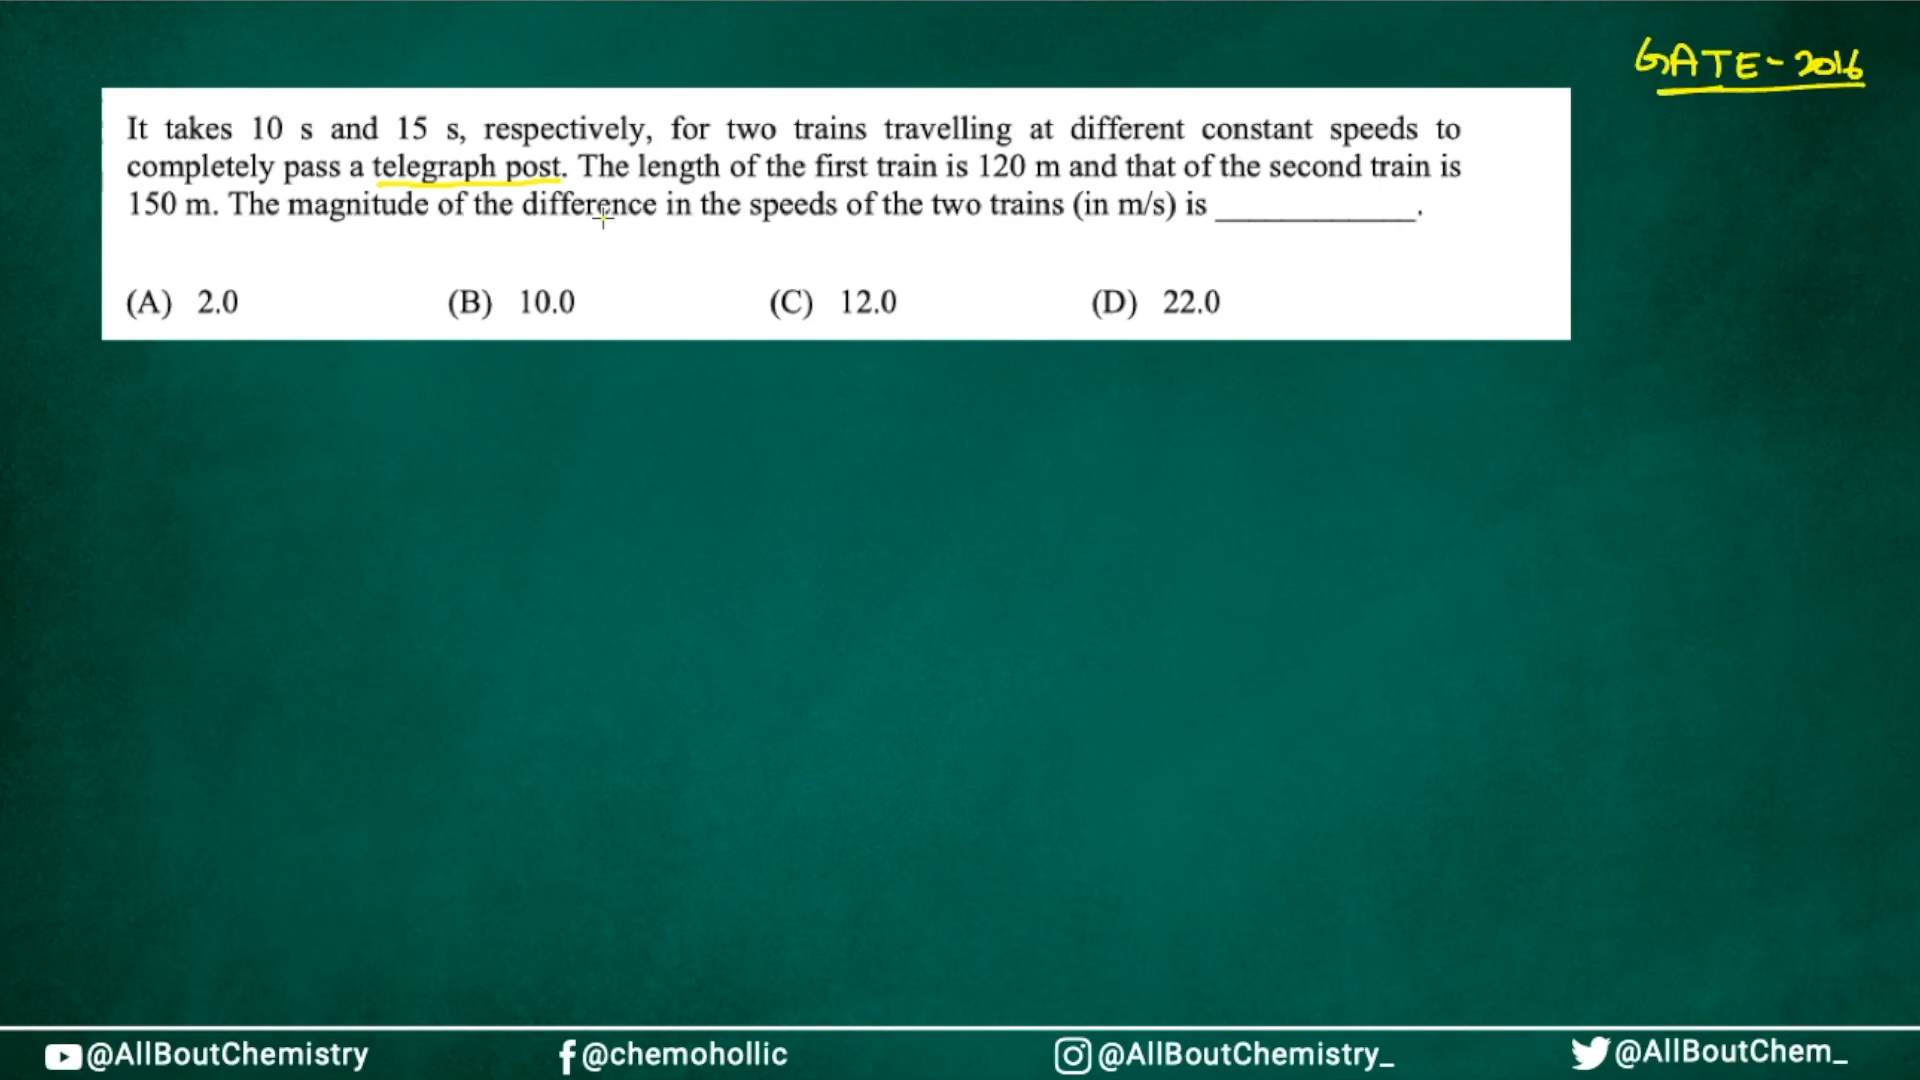 GATE-2016
It takes 10 s and 15 s, respectively, for two trains travelling at different constant speeds to
completely pass a telegraph post. The length of the first train is 120 m and that of the second train is
150 m. The magnitude of the difference in the speeds of the two trains (in m/s) is ____________.
(A) 2.0 (B) 10.0 (C) 12.0 (D) 22.0
@AllBoutChemistry @chemohollic @AllBoutChemistry_ @AllBoutChem_